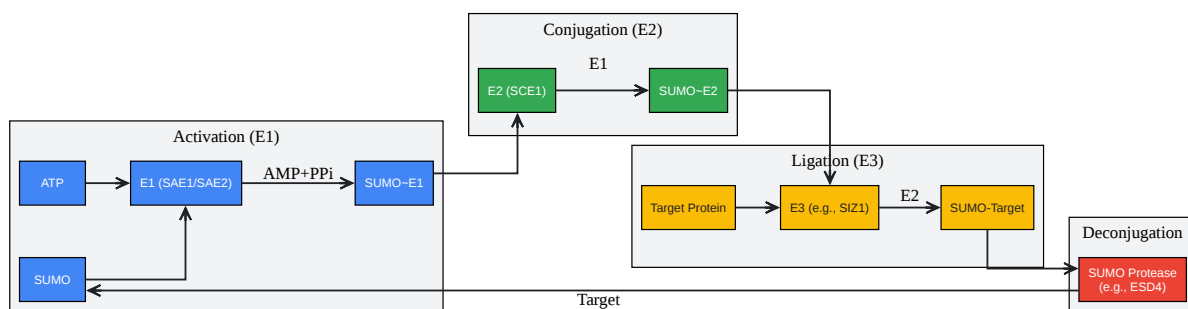 Activation (E1)
ATP
E1 (SAE1/SAE2)
AMP+PPi
SUMO~E1
SUMO
Conjugation (E2)
E2 (SCE1)
E1
SUMO~E2
Ligation (E3)
Target Protein
E3 (e.g., SIZ1)
E2
SUMO-Target
Deconjugation
SUMO Protease
(e.g., ESD4)
Target